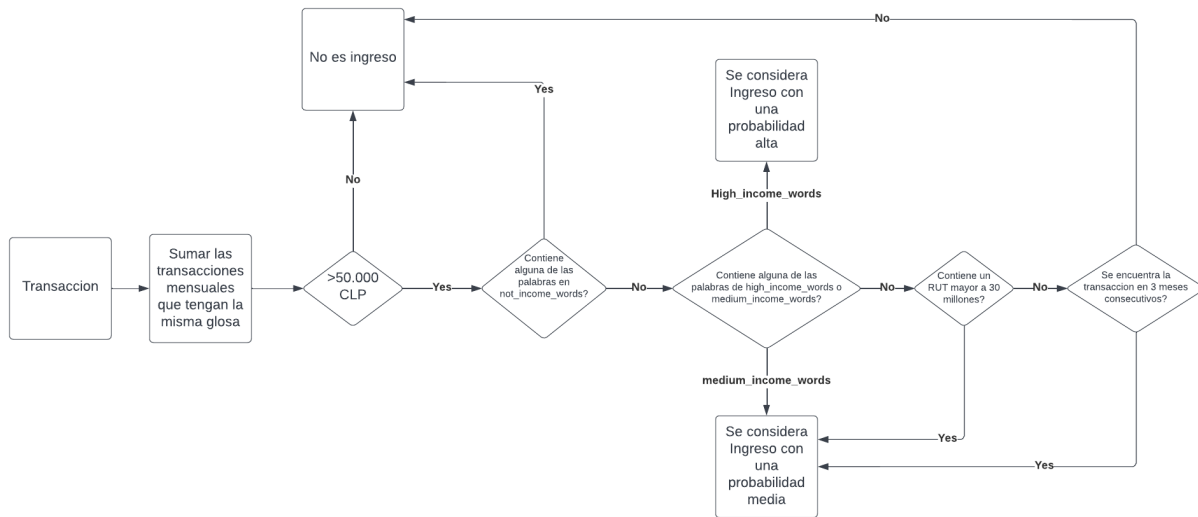 No
No es ingreso
Yes
Se considera
Ingreso con
una
probabilidad
alta
No
High_income_words
Transaccion
Sumar las
transacciones
mensuales
que tengan la
misma glosa
>50.000
CLP
Yes
Contiene
alguna de las
palabras en
not_income_words?
No
Contiene alguna de las
palabras de high_income_words o
medium_income_words?
No
Contiene un
RUT mayor a 30
millones?
No
Se encuentra la
transaccion en 3 meses
consecutivos?
medium_income_words
Se considera
Ingreso con
una
probabilidad
media
Yes
Yes